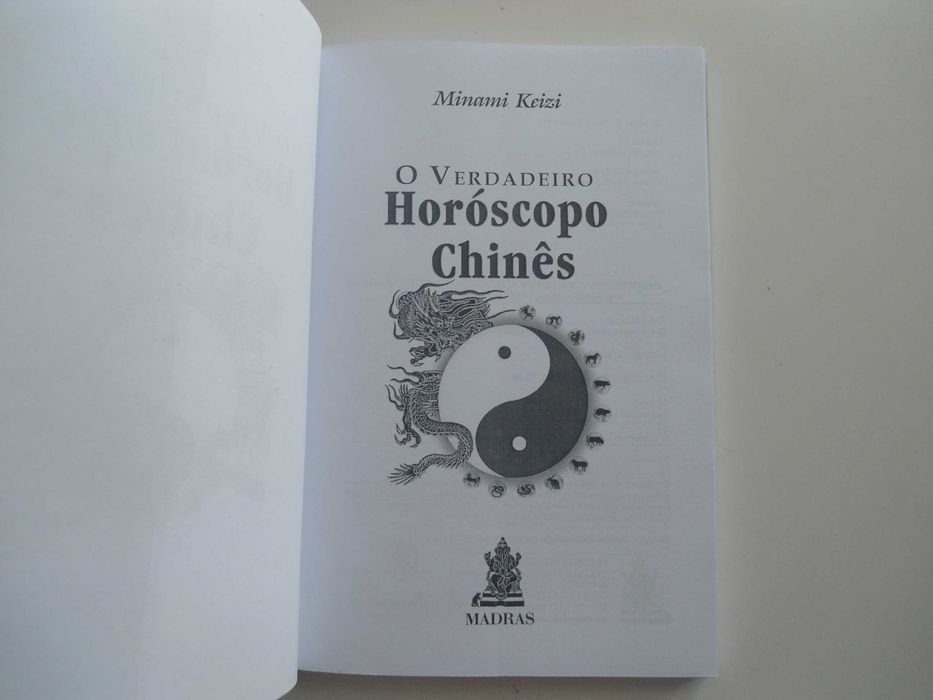 Minami Keizi
O VERDADEIRO
Horóscopo
Chinês
MADRAS